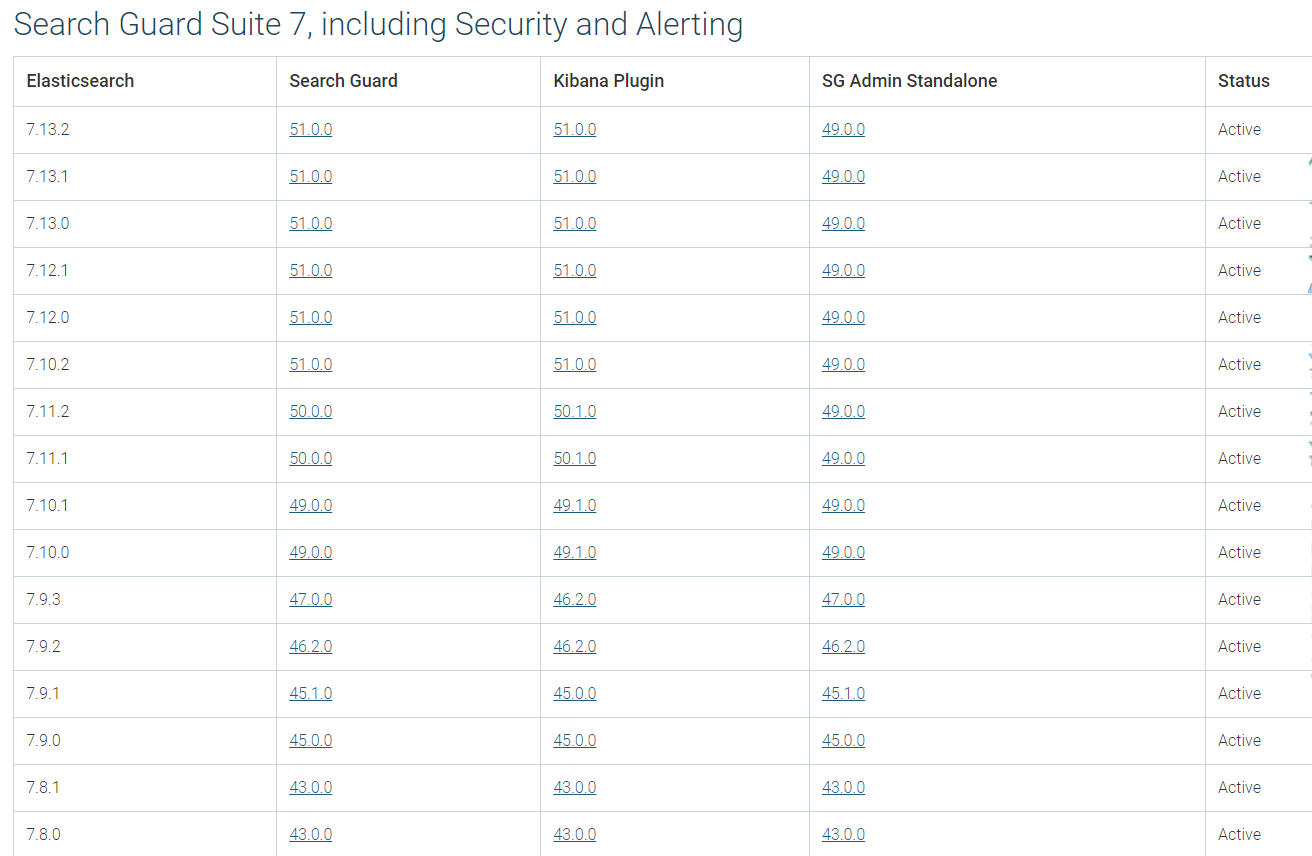 Search Guard Suite 7, including Security and Alerting
Elasticsearch Search Guard Kibana Plugin SG Admin Standalone Status
7.13.2 51.0.0 51.0.0 49.0.0 Active
7.13.1 51.0.0 51.0.0 49.0.0 Active
7.13.0 51.0.0 51.0.0 49.0.0 Active
7.12.1 51.0.0 51.0.0 49.0.0 Active
7.12.0 51.0.0 51.0.0 49.0.0 Active
7.10.2 51.0.0 51.0.0 49.0.0 Active
7.11.2 50.0.0 50.1.0 49.0.0 Active
7.11.1 50.0.0 50.1.0 49.0.0 Active
7.10.1 49.0.0 49.1.0 49.0.0 Active
7.10.0 49.0.0 49.1.0 49.0.0 Active
7.9.3 47.0.0 46.2.0 47.0.0 Active
7.9.2 46.2.0 46.2.0 46.2.0 Active
7.9.1 45.1.0 45.0.0 45.1.0 Active
7.9.0 45.0.0 45.0.0 45.0.0 Active
7.8.1 43.0.0 43.0.0 43.0.0 Active
7.8.0 43.0.0 43.0.0 43.0.0 Active